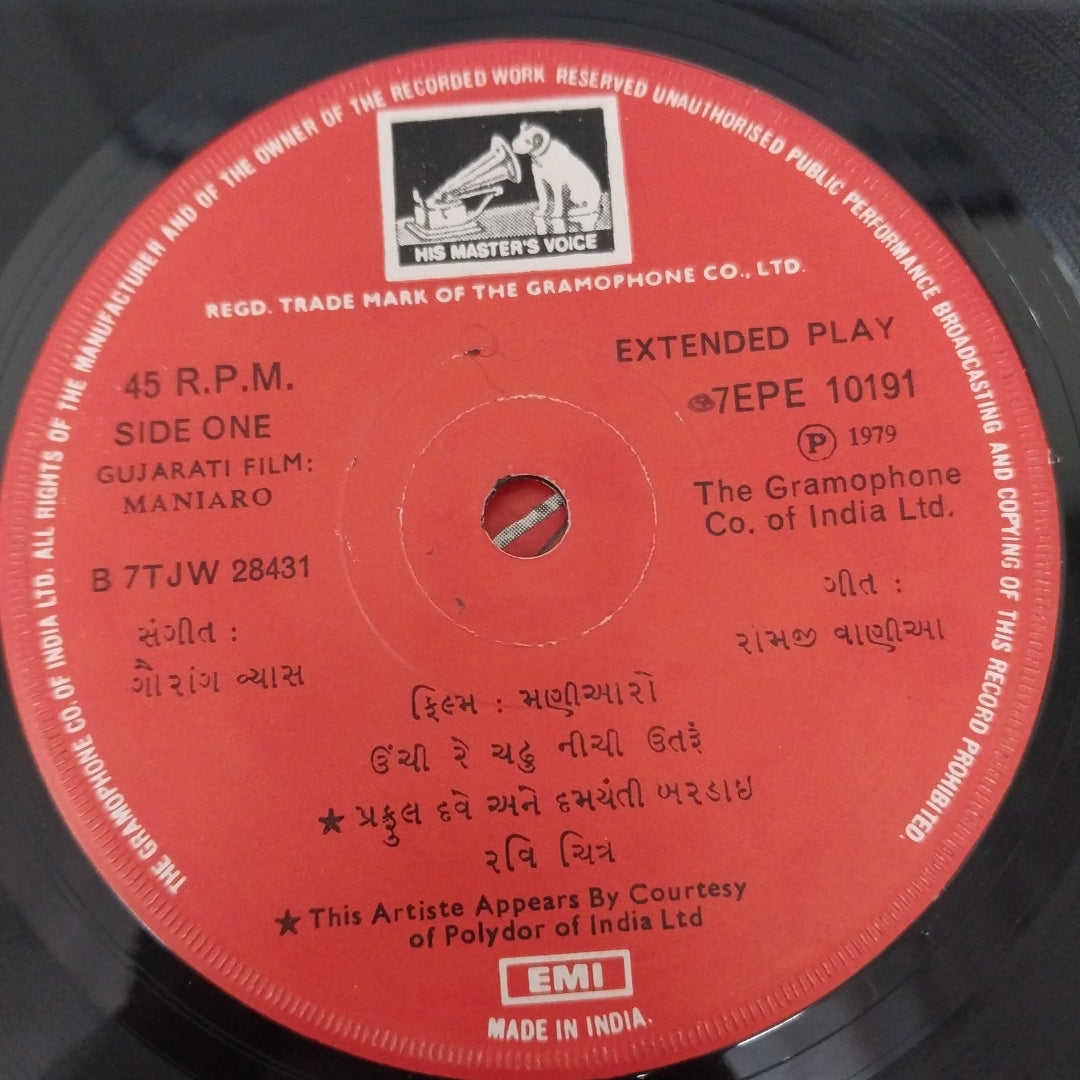 THE GRAMOPHONE CO. OF INDIA LTD. ALL RIGHTS OF THE MANUFACTURER AND OF THE OWNER OF THE RECORDED WORK RESERVED UNAUTHORISED PUBLIC PERFORMANCE BROADCASTING AND COPYING OF THIS RECORD PROHIBITED.
HIS MASTER'S VOICE
REGD. TRADE MARK OF THE GRAMOPHONE CO., LTD.
45 R.P.M.
SIDE ONE
GUJARATI FILM:
MANIARO
B 7TJW 28431
EXTENDED PLAY
7EPE 10191
Ⓟ 1979
The Gramophone
Co. of India Ltd.
સંગીત :
ગૌરાંગ વ્યાસ
ગીત :
રામજી વાણીઆ
ફિલ્મ : મણીઆરો
ઉંચી રે ચઢુ નીચી ઉતરૂં
★ પ્રફુલ દવે અને દમયંતી બરડાઇ
રવિ ચિત્ર
★ This Artiste Appears By Courtesy
of Polydor of India Ltd
EMI
MADE IN INDIA.